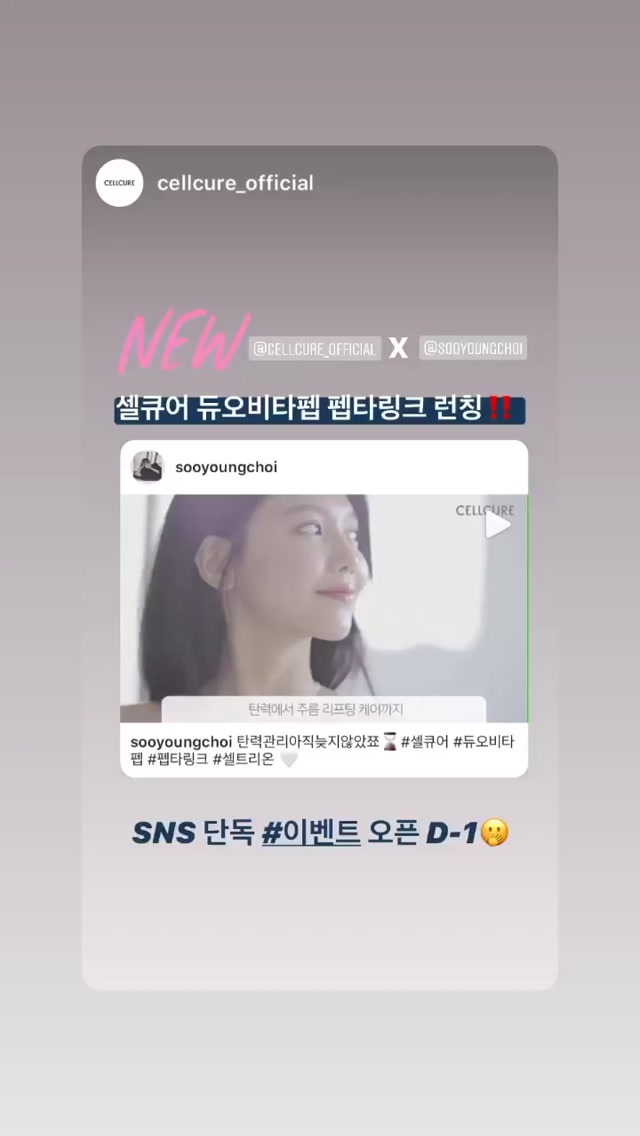 CELLCURE
cellcure_official
NEW @CELLCURE_OFFICIAL X @SOOYOUNGCHOI
셀큐어 듀오비타펩 펩타링크 런칭‼️
sooyoungchoi
CELLCURE
탄력에서 주름 리프팅 케어까지
sooyoungchoi 탄력관리아직늦지않았쬬⏳#셀큐어 #듀오비타
펩 #펩타링크 #셀트리온 🤍
SNS 단독 #이벤트 오픈 D-1🤭